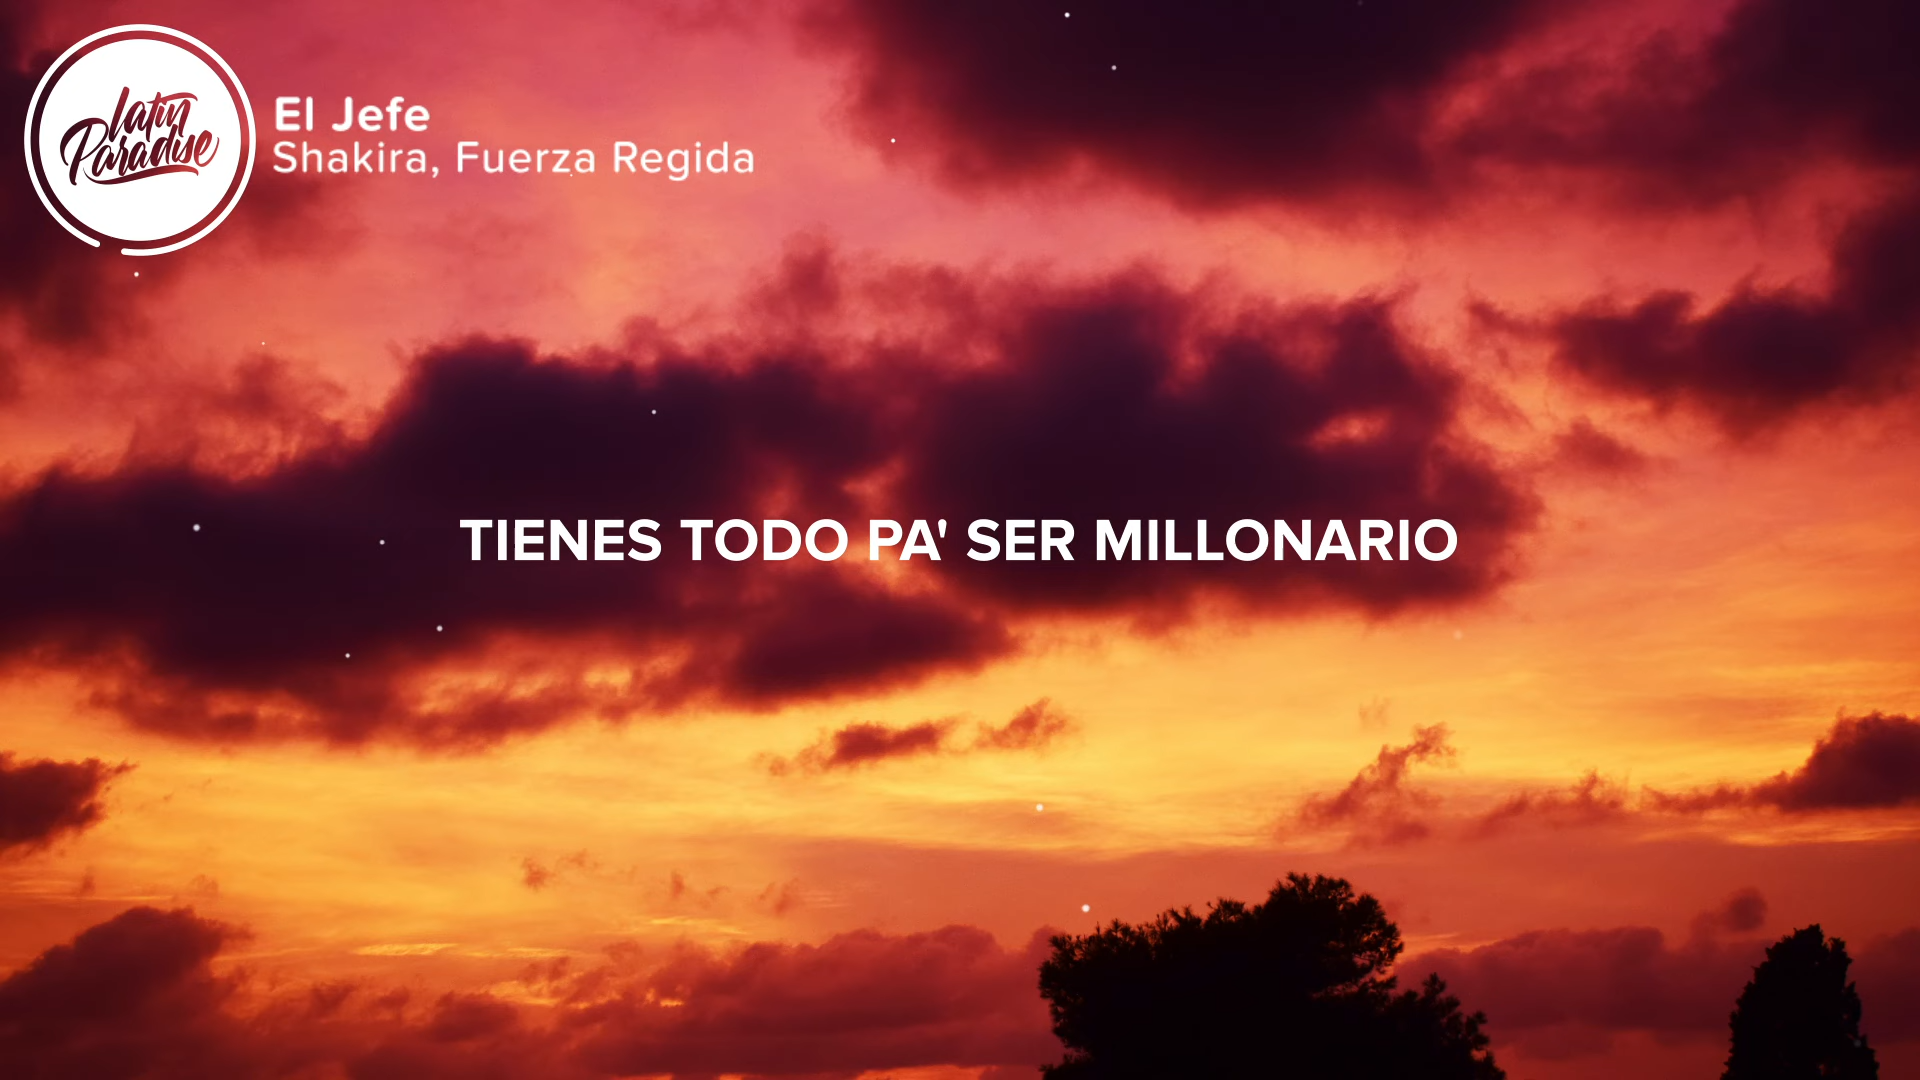 latin
Paradise
El Jefe
Shakira, Fuerza Regida
TIENES TODO PA' SER MILLONARIO